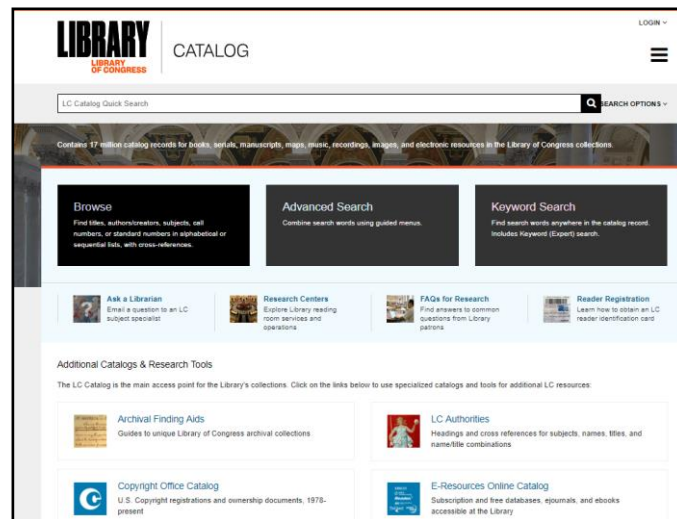 LOGIN
LIBRARY
LIBRARY
OF CONGRESS
CATALOG
LC Catalog Quick Search
SEARCH OPTIONS
Contains 17 million catalog records for books, serials, manuscripts, maps, music, recordings, images, and electronic resources in the Library of Congress collections.
Browse
Find titles, authors/creators, subjects, call
numbers, or standard numbers in alphabetical or
sequential lists, with cross-references.
Advanced Search
Combine search words using guided menus.
Keyword Search
Find search words anywhere in the catalog record.
Includes Keyword (Expert) search.
Ask a Librarian
Email a question to an LC
subject specialist
Research Centers
Explore Library reading
room services and
operations
FAQs for Research
Find answers to common
questions from Library
patrons
Reader Registration
Learn how to obtain an LC
reader identification card
Additional Catalogs & Research Tools
The LC Catalog is the main access point for the Library's collections. Click on the links below to use specialized catalogs and tools for additional LC resources:
Archival Finding Aids
Guides to unique Library of Congress archival collections
LC Authorities
Headings and cross references for subjects, names, titles, and
name/title combinations
Copyright Office Catalog
U.S. Copyright registrations and ownership documents, 1978-
present
E-Resources Online Catalog
Subscription and free databases, ejournals, and ebooks
accessible at the Library